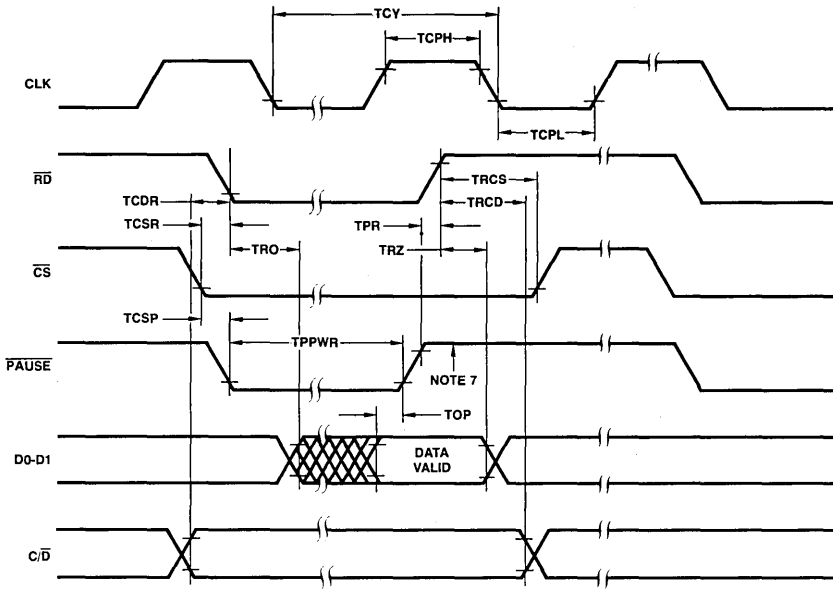 TCY
TCPH
CLK
TCPL
RD
TRCS
TCDR
TRCD
TCSR
TPR
TRO
TRZ
CS
TCSP
TPPWR
PAUSE
NOTE 7
TOP
D0-D1
DATA
VALID
C/D